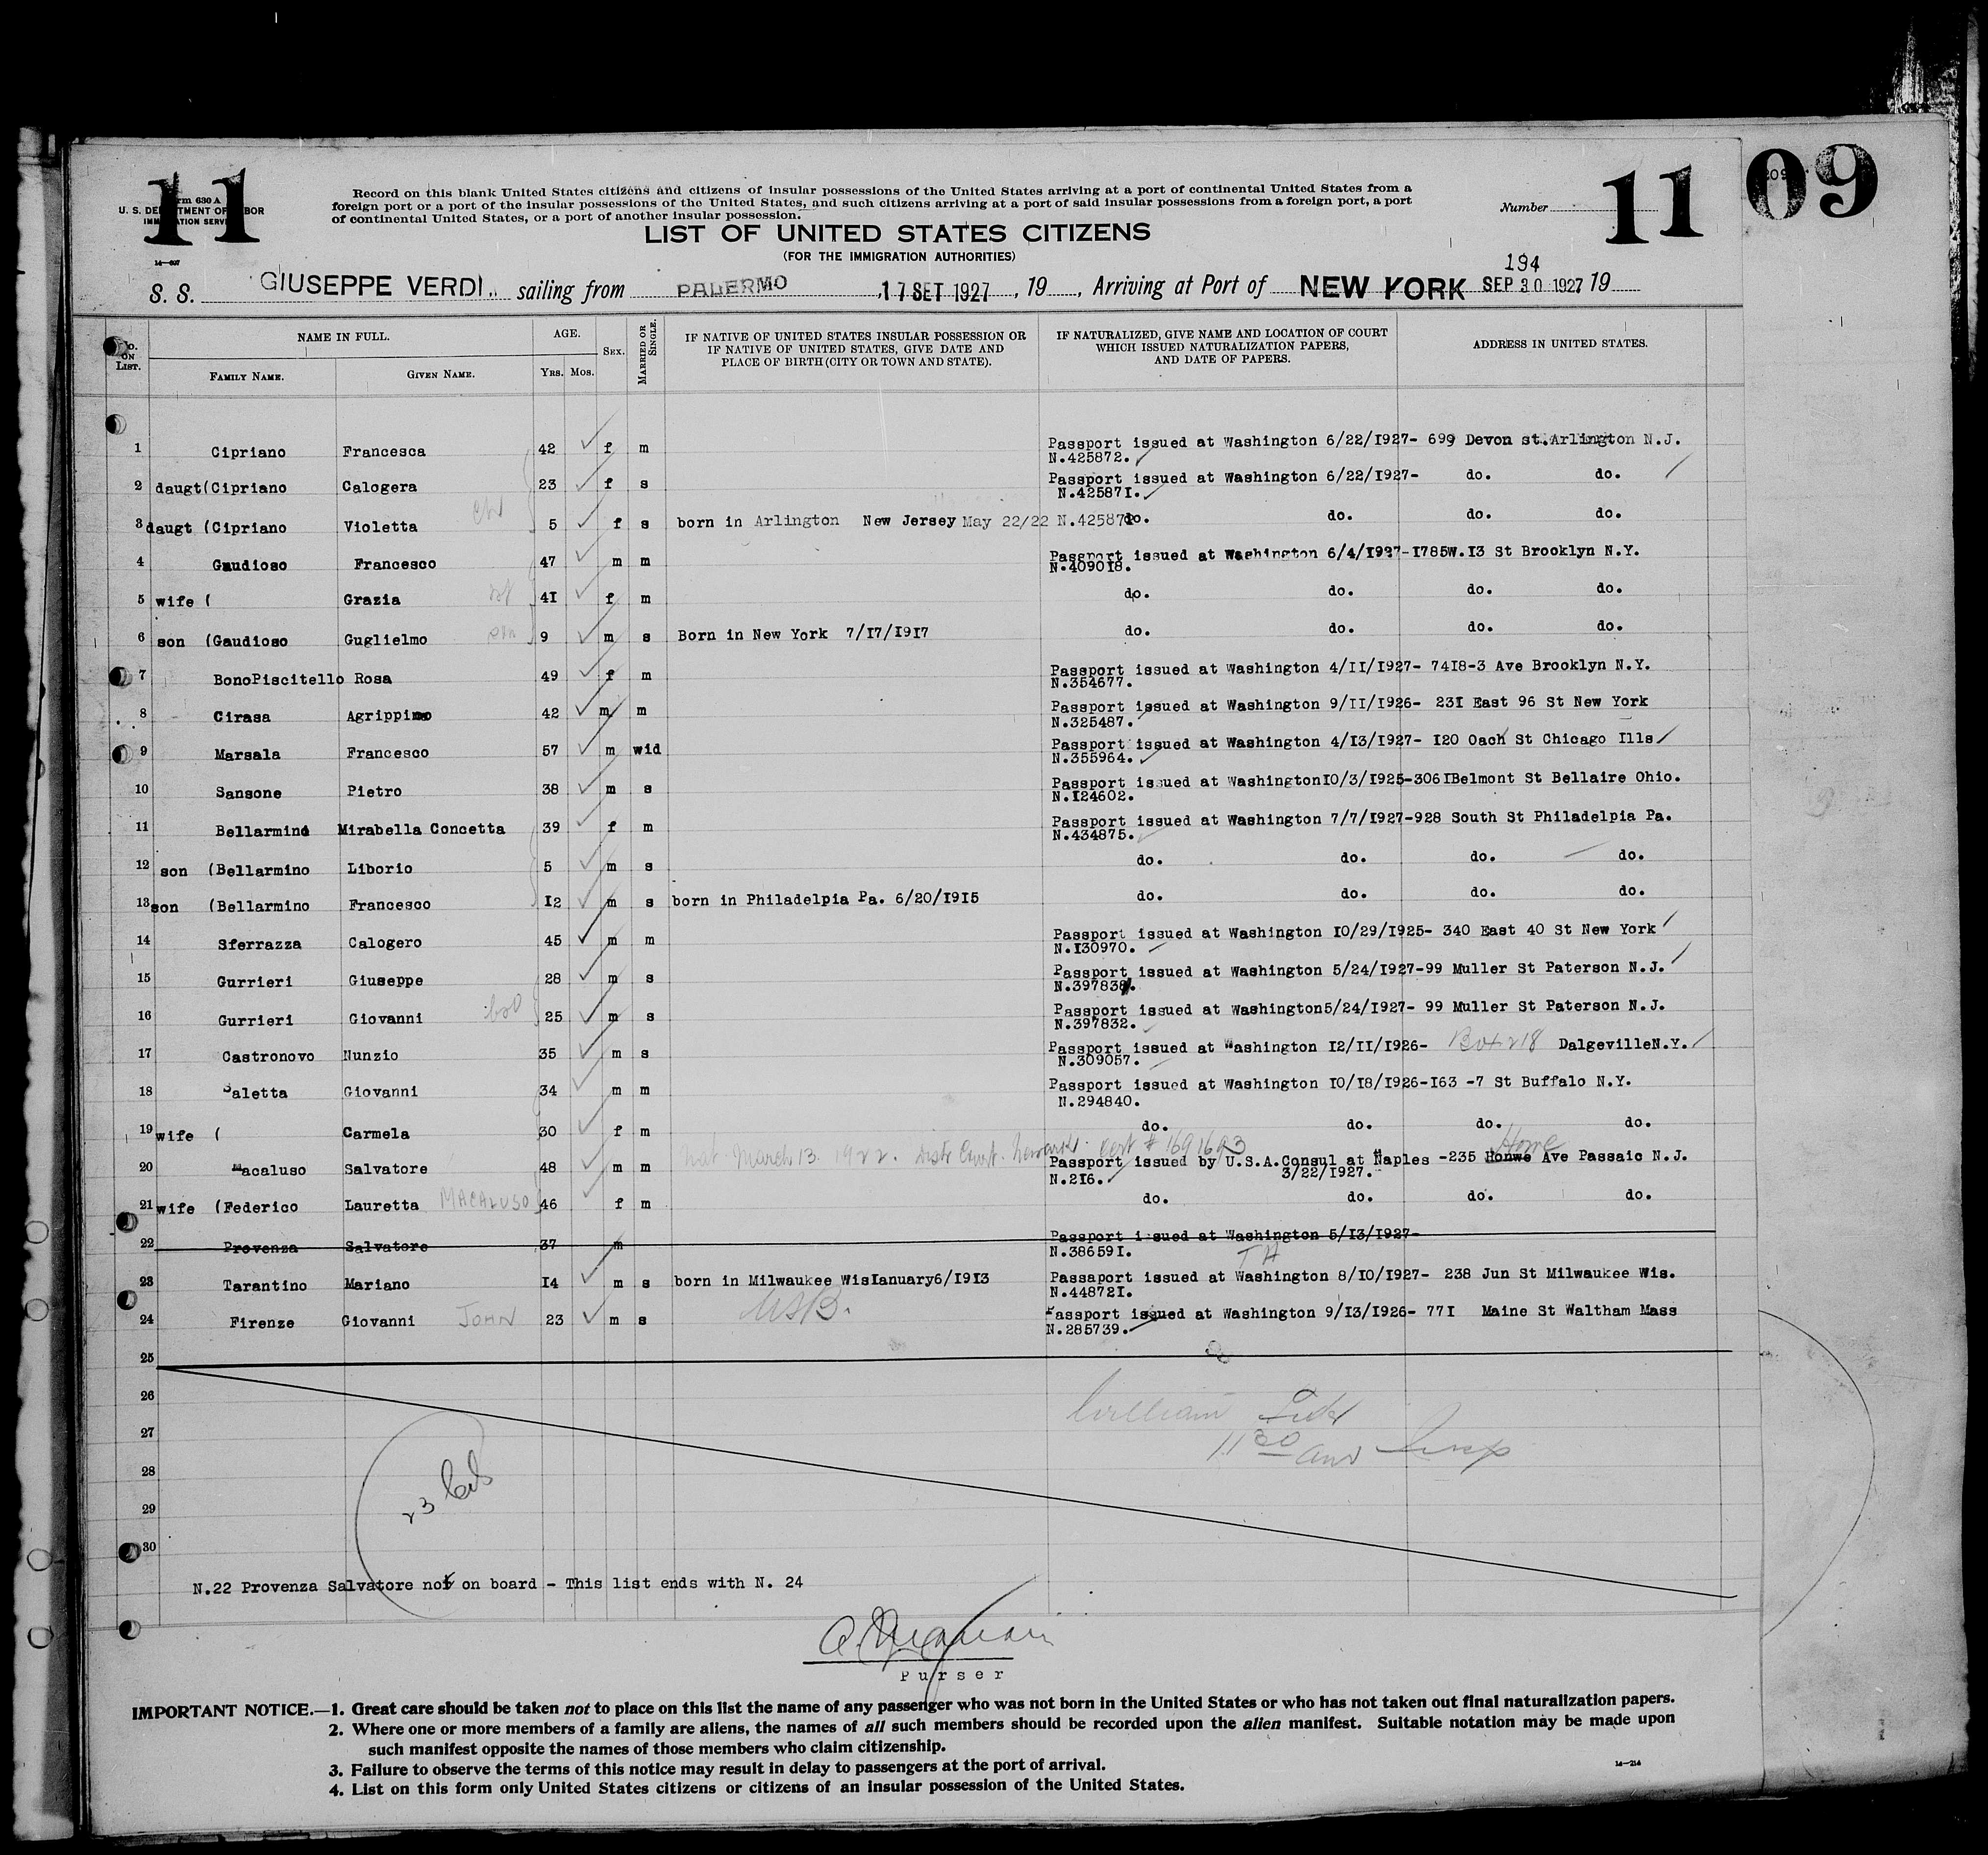 11
11
09
Form 630 A
U. S. DEPARTMENT OF LABOR
IMMIGRATION SERVICE
Record on this blank United States citizens and citizens of insular possessions of the United States arriving at a port of continental United States from a
foreign port or a port of the insular possessions of the United States, and such citizens arriving at a port of said insular possessions from a foreign port, a port
of continental United States, or a port of another insular possession.
Number
LIST OF UNITED STATES CITIZENS
(FOR THE IMMIGRATION AUTHORITIES)
194
S. S. GIUSEPPE VERDI, sailing from PALERMO, 17 SET 1927, 19, Arriving at Port of NEW YORK SEP 30 1927 19
No. ON LIST. NAME IN FULL. FAMILY NAME. GIVEN NAME. AGE. YRS. MOS. SEX. MARRIED OR SINGLE. IF NATIVE OF UNITED STATES INSULAR POSSESSION OR IF NATIVE OF UNITED STATES, GIVE DATE AND PLACE OF BIRTH (CITY OR TOWN AND STATE). IF NATURALIZED, GIVE NAME AND LOCATION OF COURT WHICH ISSUED NATURALIZATION PAPERS, AND DATE OF PAPERS. ADDRESS IN UNITED STATES.
1 Cipriano Francesca 42 f m Passport issued at Washington 6/22/1927- 699 Devon st.Arlington N.J.
N.425872.
2 daugt(Cipriano Calogera 23 f s Passport issued at Washington 6/22/1927- do. do.
N.425871.
3 daugt (Cipriano Violetta 5 f s born in Arlington New Jersey May 22/22 N.425871 do. do. do. do.
4 Gaudioso Francesco 47 m m Passport issued at Washington 6/4/1927-1785W.13 St Brooklyn N.Y.
N.409018.
5 wife ( Grazia 41 f m do. do. do. do.
6 son (Gaudioso Guglielmo 9 m s Born in New York 7/17/1917 do. do. do. do.
7 BonoPiscitello Rosa 49 f m Passport issued at Washington 4/11/1927- 7418-3 Ave Brooklyn N.Y.
N.354677.
8 Cirasa Agrippino 42 m m Passport issued at Washington 9/11/1926- 231 East 96 St New York
N.325487.
9 Marsala Francesco 57 m wid Passport issued at Washington 4/13/1927- 120 Oach St Chicago Ills
N.355964.
10 Sansone Pietro 38 m s Passport issued at Washington10/3/1925-3061Belmont St Bellaire Ohio.
N.124602.
11 Bellarmino Mirabella Concetta 39 f m Passport issued at Washington 7/7/1927-928 South St Philadelpia Pa.
N.434875.
12 son (Bellarmino Liborio 5 m s do. do. do. do.
13 son (Bellarmino Francesco 12 m s born in Philadelpia Pa. 6/20/1915 do. do. do. do.
14 Sferrazza Calogero 45 m m Passport issued at Washington 10/29/1925- 340 East 40 St New York
N.130970.
15 Gurrieri Giuseppe 28 m s Passport issued at Washington 5/24/1927-99 Muller St Paterson N.J.
N.397831.
16 Gurrieri Giovanni bro 25 m s Passport issued at Washington5/24/1927- 99 Muller St Paterson N.J.
N.397832.
17 Castronovo Nunzio 35 m s Passport issued at Washington 12/11/1926- Box 218 DalgevilleN.Y.
N.309057.
18 Saletta Giovanni 34 m m Passport issued at Washington 10/18/1926-163 -7 St Buffalo N.Y.
N.294840.
19 wife ( Carmela 30 f m do. do. do. do.
Nat. March 13. 1922. Distr Court. Newark. Cert # 1691693 Howe
20 Macaluso Salvatore 48 m m Passport issued by U.S.A.Consul at Naples -235 Honwe Ave Passaic N.J.
N.216. 3/22/1927.
21 wife (Federico Lauretta MACALUSO 46 f m do. do. do. do.
22 Provenza Salvatore 37 m Passport issued at Washington 5/13/1927-
N.386591.
23 Tarantino Mariano 14 m s born in Milwaukee WisIanuary6/1913 Passaport issued at Washington 8/10/1927- 238 Jun St Milwaukee Wis.
N.448721.
24 Firenze Giovanni JOHN 23 m s USB. Passport issued at Washington 9/13/1926- 771 Maine St Waltham Mass
N.285739.
25
26
27
28
29
30
23
William
11 30 am Insp
N.22 Provenza Salvatore not on board - This list ends with N. 24
Purser
IMPORTANT NOTICE.—1. Great care should be taken not to place on this list the name of any passenger who was not born in the United States or who has not taken out final naturalization papers.
2. Where one or more members of a family are aliens, the names of all such members should be recorded upon the alien manifest. Suitable notation may be made upon
such manifest opposite the names of those members who claim citizenship.
3. Failure to observe the terms of this notice may result in delay to passengers at the port of arrival.
4. List on this form only United States citizens or citizens of an insular possession of the United States.
14—214